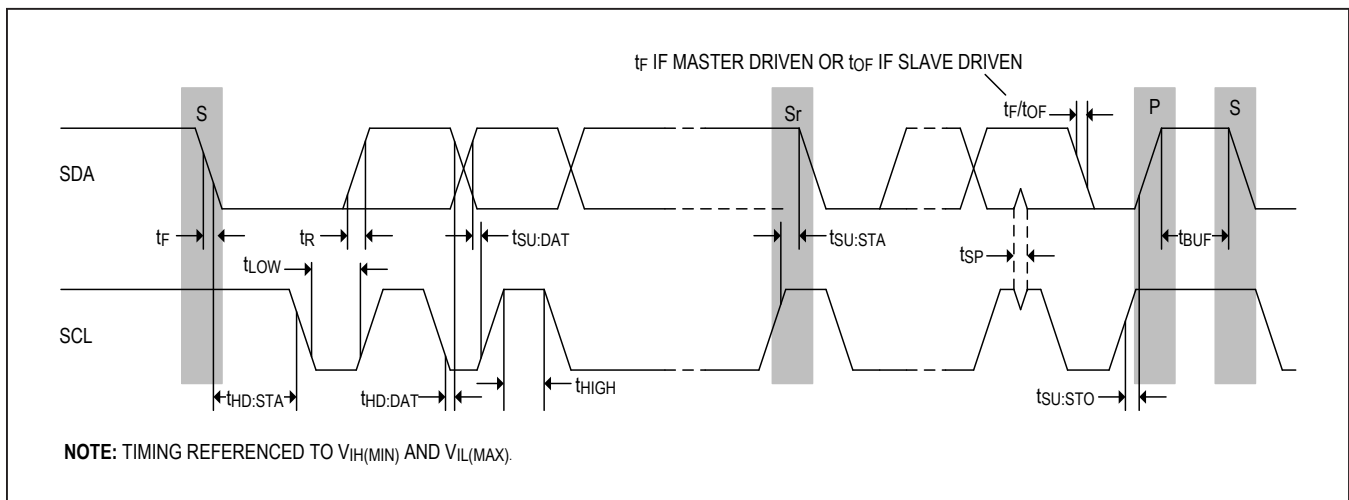 tF IF MASTER DRIVEN OR tOF IF SLAVE DRIVEN
S
Sr
tF/tOF
P
S
SDA
tF
tR
tSU:DAT
tSU:STA
tSP
tBUF
tLOW
SCL
tHD:STA
tHD:DAT
tHIGH
tSU:STO
NOTE: TIMING REFERENCED TO VIH(MIN) AND VIL(MAX).